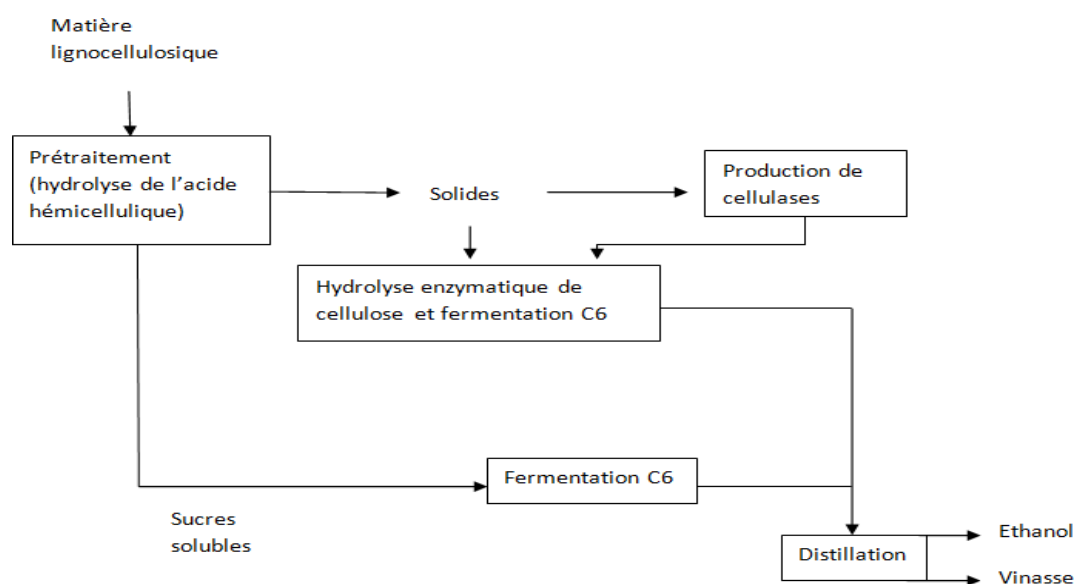 Matière
lignocellulosique
Prétraitement
(hydrolyse de l'acide
hémicellulique)
Solides
Production de
cellulases
Hydrolyse enzymatique de
cellulose et fermentation C6
Fermentation C6
Sucres
solubles
Distillation
Ethanol
Vinasse